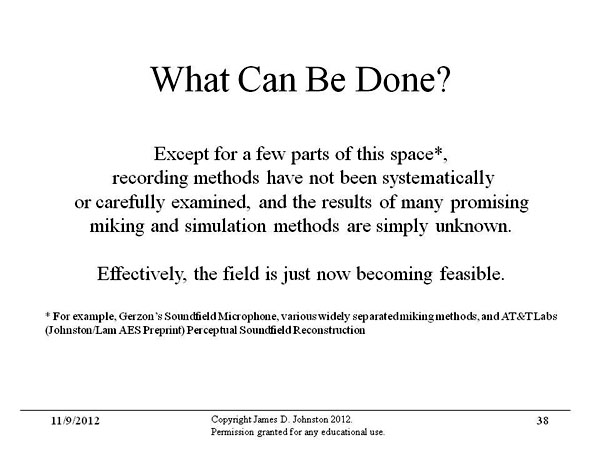 What Can Be Done?
Except for a few parts of this space*,
recording methods have not been systematically
or carefully examined, and the results of many promising
miking and simulation methods are simply unknown.
Effectively, the field is just now becoming feasible.
* For example, Gerzon's Soundfield Microphone, various widely separated miking methods, and AT&T Labs
(Johnston/Lam AES Preprint) Perceptual Soundfield Reconstruction
11/9/2012
Copyright James D. Johnston 2012.
Permission granted for any educational use.
38